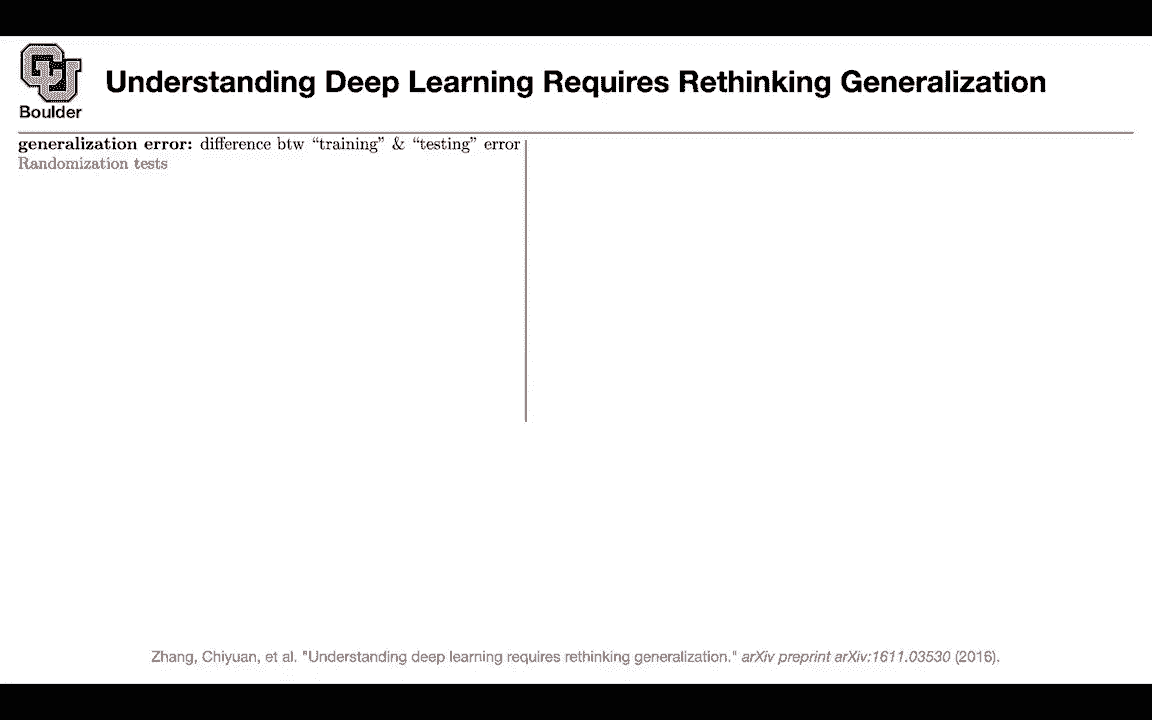 CU
Boulder
Understanding Deep Learning Requires Rethinking Generalization
generalization error: difference btw “training” & “testing” error
Randomization tests
Zhang, Chiyuan, et al. "Understanding deep learning requires rethinking generalization." arXiv preprint arXiv:1611.03530 (2016).